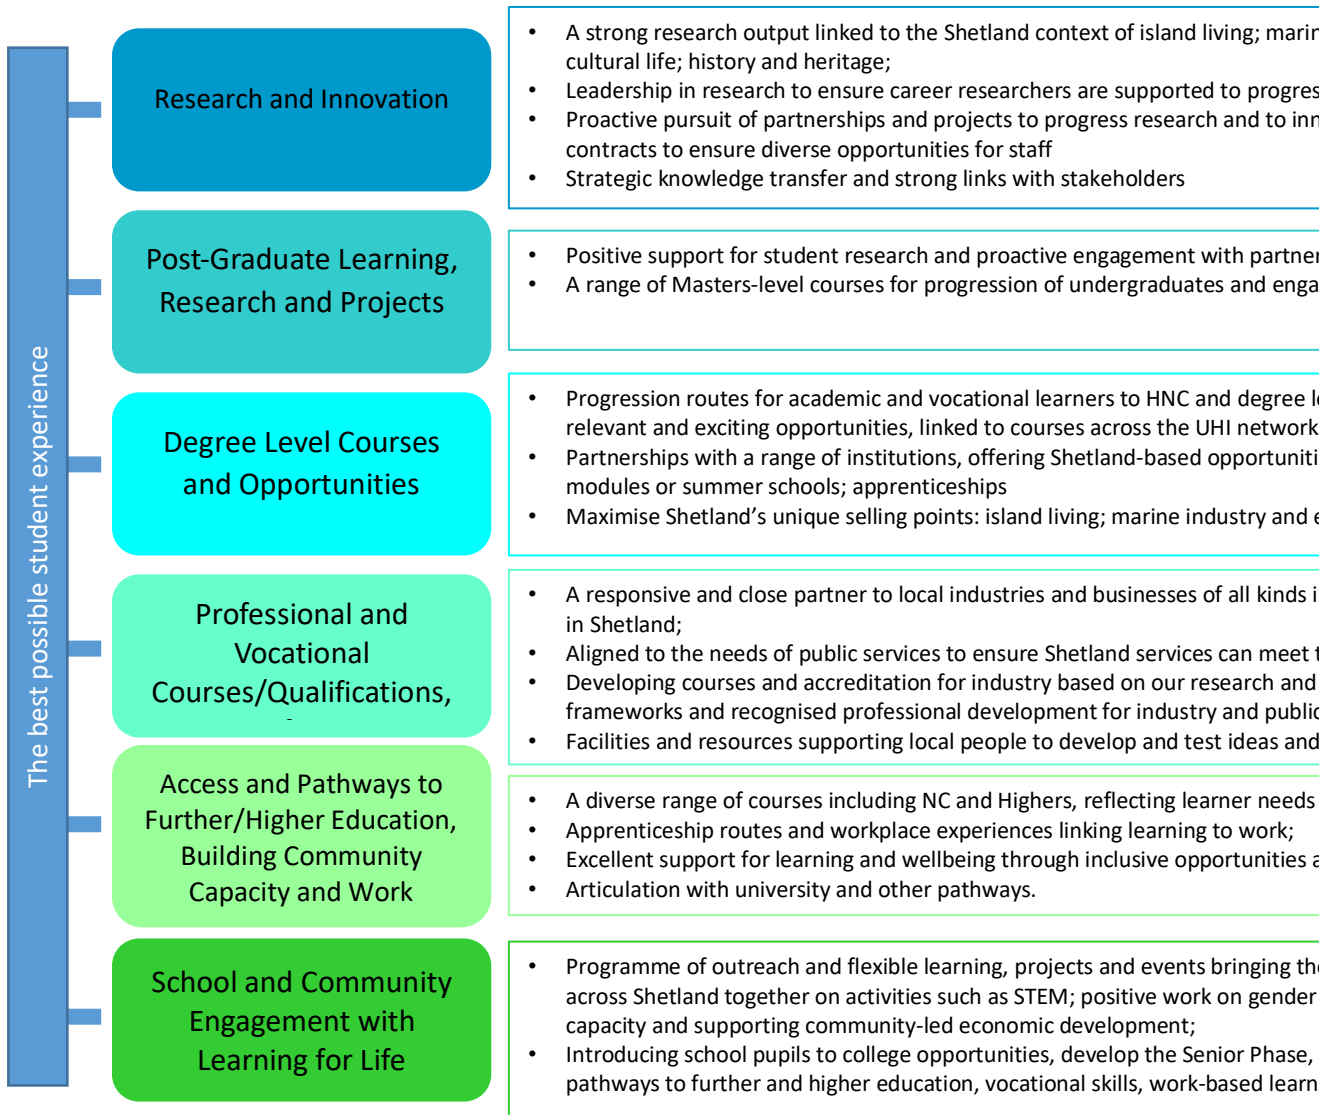 The best possible student experience
Research and Innovation
• A strong research output linked to the Shetland context of island living;
cultural life; history and heritage;
• Leadership in research to ensure career researchers are supported to
• Proactive pursuit of partnerships and projects to progress research and to
contracts to ensure diverse opportunities for staff
• Strategic knowledge transfer and strong links with stakeholders
Post-Graduate Learning,
Research and Projects
• Positive support for student research and proactive engagement with
• A range of Masters-level courses for progression of undergraduates and
Degree Level Courses
and Opportunities
• Progression routes for academic and vocational learners to HNC and degree
relevant and exciting opportunities, linked to courses across the UHI network
• Partnerships with a range of institutions, offering Shetland-based
modules or summer schools; apprenticeships
• Maximise Shetland's unique selling points: island living; marine industry and
Professional and
Vocational
Courses/Qualifications,
• A responsive and close partner to local industries and businesses of all kinds
in Shetland;
• Aligned to the needs of public services to ensure Shetland services can meet
• Developing courses and accreditation for industry based on our research and
frameworks and recognised professional development for industry and
• Facilities and resources supporting local people to develop and test ideas and
Access and Pathways to
Further/Higher Education,
Building Community
Capacity and Work
• A diverse range of courses including NC and Highers, reflecting learner needs
• Apprenticeship routes and workplace experiences linking learning to work;
• Excellent support for learning and wellbeing through inclusive opportunities
• Articulation with university and other pathways.
School and Community
Engagement with
Learning for Life
• Programme of outreach and flexible learning, projects and events bringing
across Shetland together on activities such as STEM; positive work on gender
capacity and supporting community-led economic development;
• Introducing school pupils to college opportunities, develop the Senior Phase,
pathways to further and higher education, vocational skills, work-based